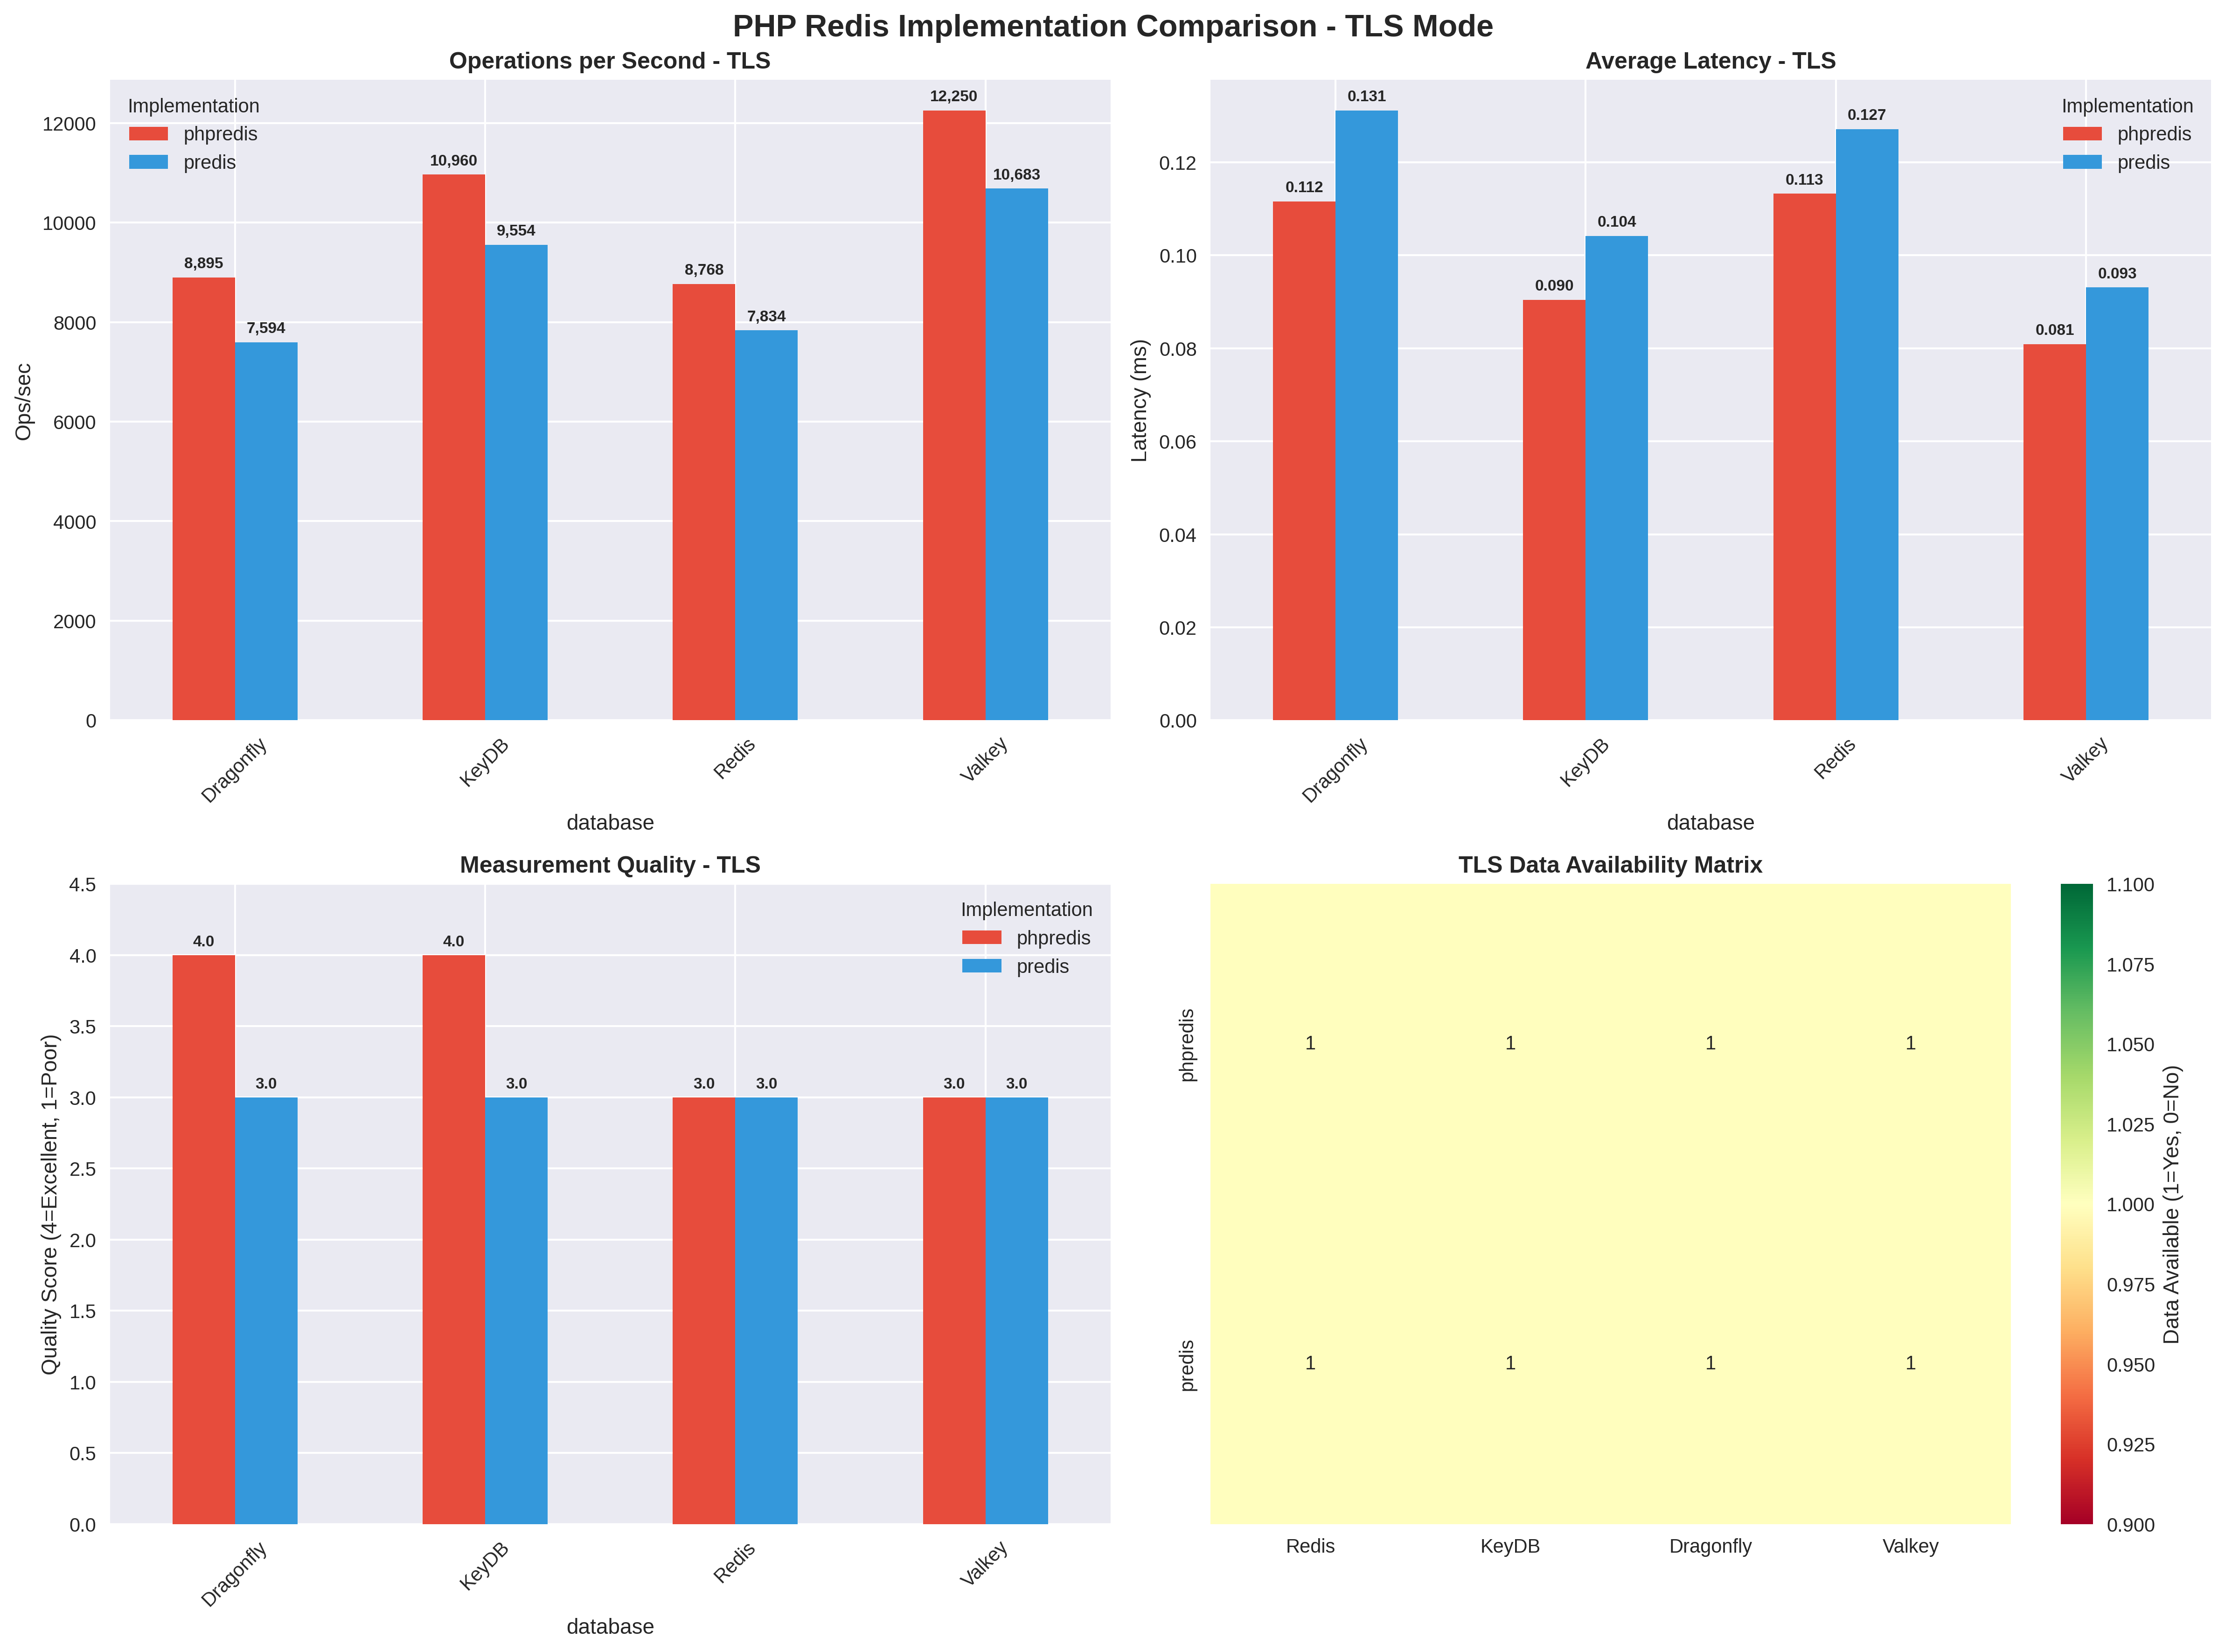 PHP Redis Implementation Comparison - TLS Mode
Operations per Second - TLS
Ops/sec
12000
10000
8000
6000
4000
2000
0
Implementation
phpredis
predis
8,895
7,594
10,960
9,554
8,768
7,834
12,250
10,683
Dragonfly
KeyDB
Redis
Valkey
database
Average Latency - TLS
Latency (ms)
0.12
0.10
0.08
0.06
0.04
0.02
0.00
Implementation
phpredis
predis
0.112
0.131
0.090
0.104
0.113
0.127
0.081
0.093
Dragonfly
KeyDB
Redis
Valkey
database
Measurement Quality - TLS
Quality Score (4=Excellent, 1=Poor)
4.5
4.0
3.5
3.0
2.5
2.0
1.5
1.0
0.5
0.0
Implementation
phpredis
predis
4.0
3.0
4.0
3.0
3.0
3.0
3.0
3.0
Dragonfly
KeyDB
Redis
Valkey
database
TLS Data Availability Matrix
phpredis
1 1 1 1
predis
1 1 1 1
Redis KeyDB Dragonfly Valkey
1.100
1.075
1.050
1.025
1.000
0.975
0.950
0.925
0.900
Data Available (1=Yes, 0=No)